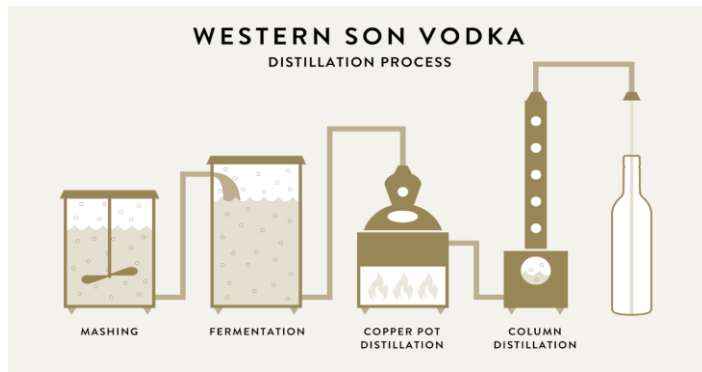 WESTERN SON VODKA
DISTILLATION PROCESS
MASHING
FERMENTATION
COPPER POT
DISTILLATION
COLUMN
DISTILLATION